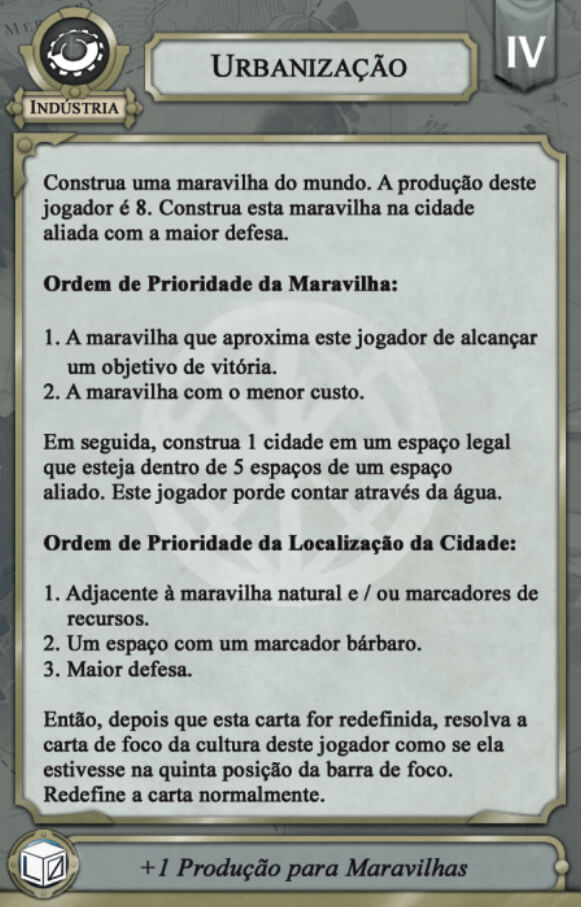 IV
URBANIZAÇÃO
INDÚSTRIA
Construa uma maravilha do mundo. A produção deste
jogador é 8. Construa esta maravilha na cidade
aliada com a maior defesa.
Ordem de Prioridade da Maravilha:
1. A maravilha que aproxima este jogador de alcançar
um objetivo de vitória.
2. A maravilha com o menor custo.
Em seguida, construa 1 cidade em um espaço legal
que esteja dentro de 5 espaços de um espaço
aliado. Este jogador porde contar através da água.
Ordem de Prioridade da Localização da Cidade:
1. Adjacente à maravilha natural e / ou marcadores de
recursos.
2. Um espaço com um marcador bárbaro.
3. Maior defesa.
Então, depois que esta carta for redefinida, resolva a
carta de foco da cultura deste jogador como se ela
estivesse na quinta posição da barra de foco.
Redefine a carta normalmente.
+1 Produção para Maravilhas